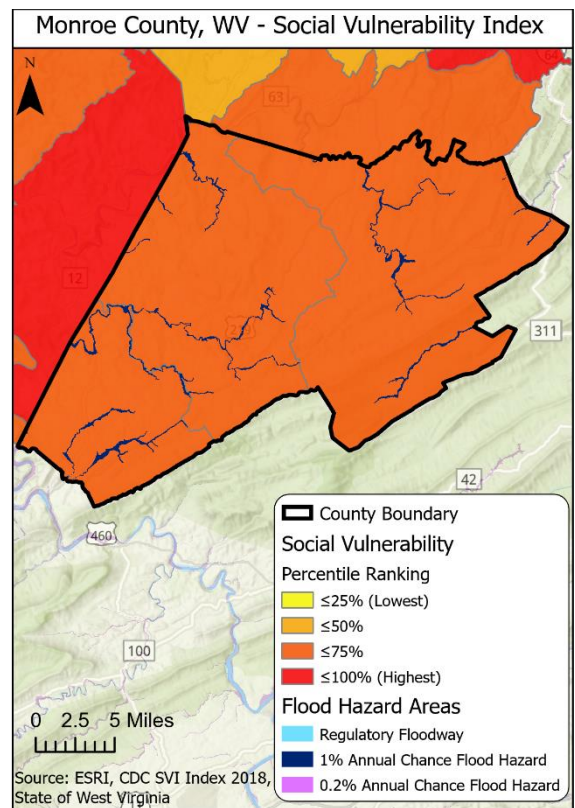 Monroe County, WV - Social Vulnerability Index
N
64
63
12
219
311
42
460
100
County Boundary
Social Vulnerability
Percentile Ranking
≤25% (Lowest)
≤50%
≤75%
≤100% (Highest)
Flood Hazard Areas
Regulatory Floodway
1% Annual Chance Flood Hazard
0.2% Annual Chance Flood Hazard
0 2.5 5 Miles
Source: ESRI, CDC SVI Index 2018,
State of West Virginia